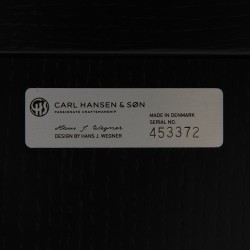 CARL HANSEN & SØN
PASSIONATE CRAFTSMANSHIP
Hans J. Wegner
DESIGN BY HANS J. WEGNER
MADE IN DENMARK
SERIAL NO.
453372